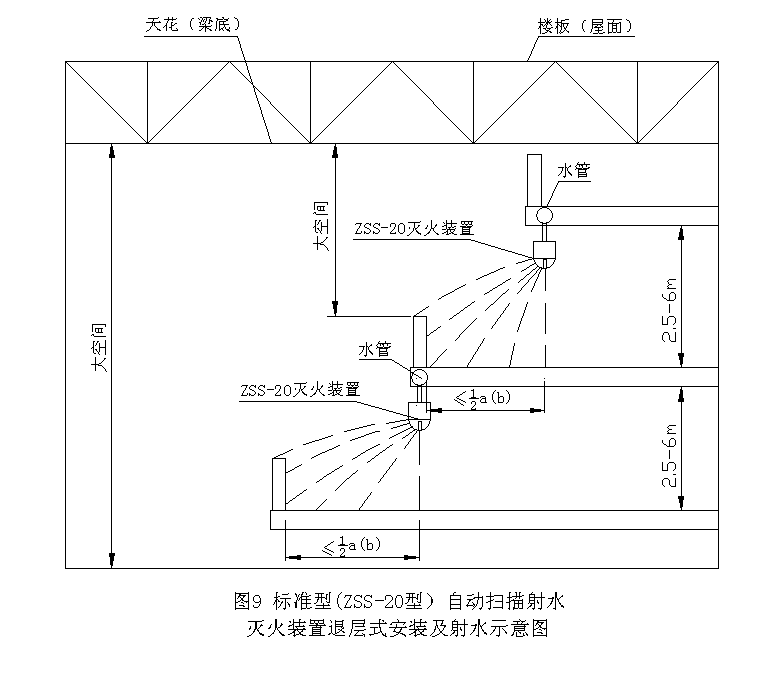 天花（梁底）
楼板（屋面）
水管
大空间
ZSS-20灭火装置
2.5-6m
大空间
水管
ZSS-20灭火装置
≤1/2a(b)
2.5-6m
≤1/2a(b)
图9 标准型(ZSS-20型）自动扫描射水
灭火装置退层式安装及射水示意图